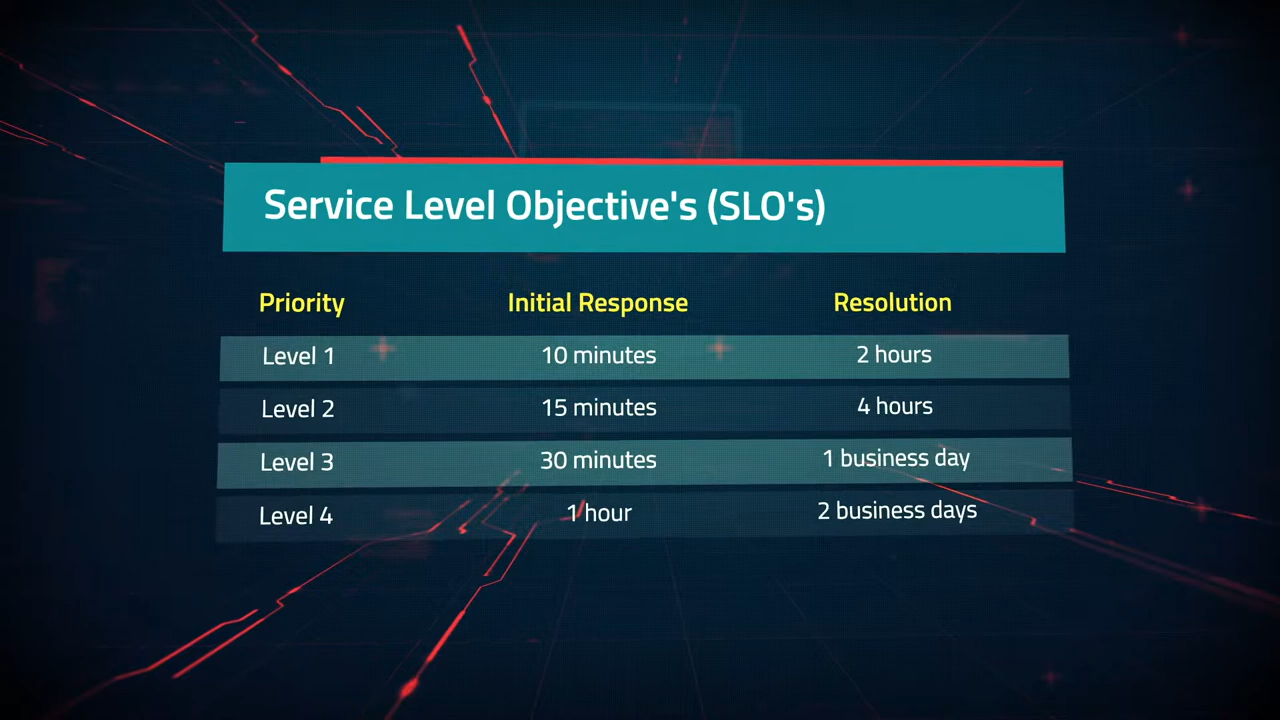 Service Level Objective's (SLO's)
Priority Initial Response Resolution
Level 1 10 minutes 2 hours
Level 2 15 minutes 4 hours
Level 3 30 minutes 1 business day
Level 4 1 hour 2 business days